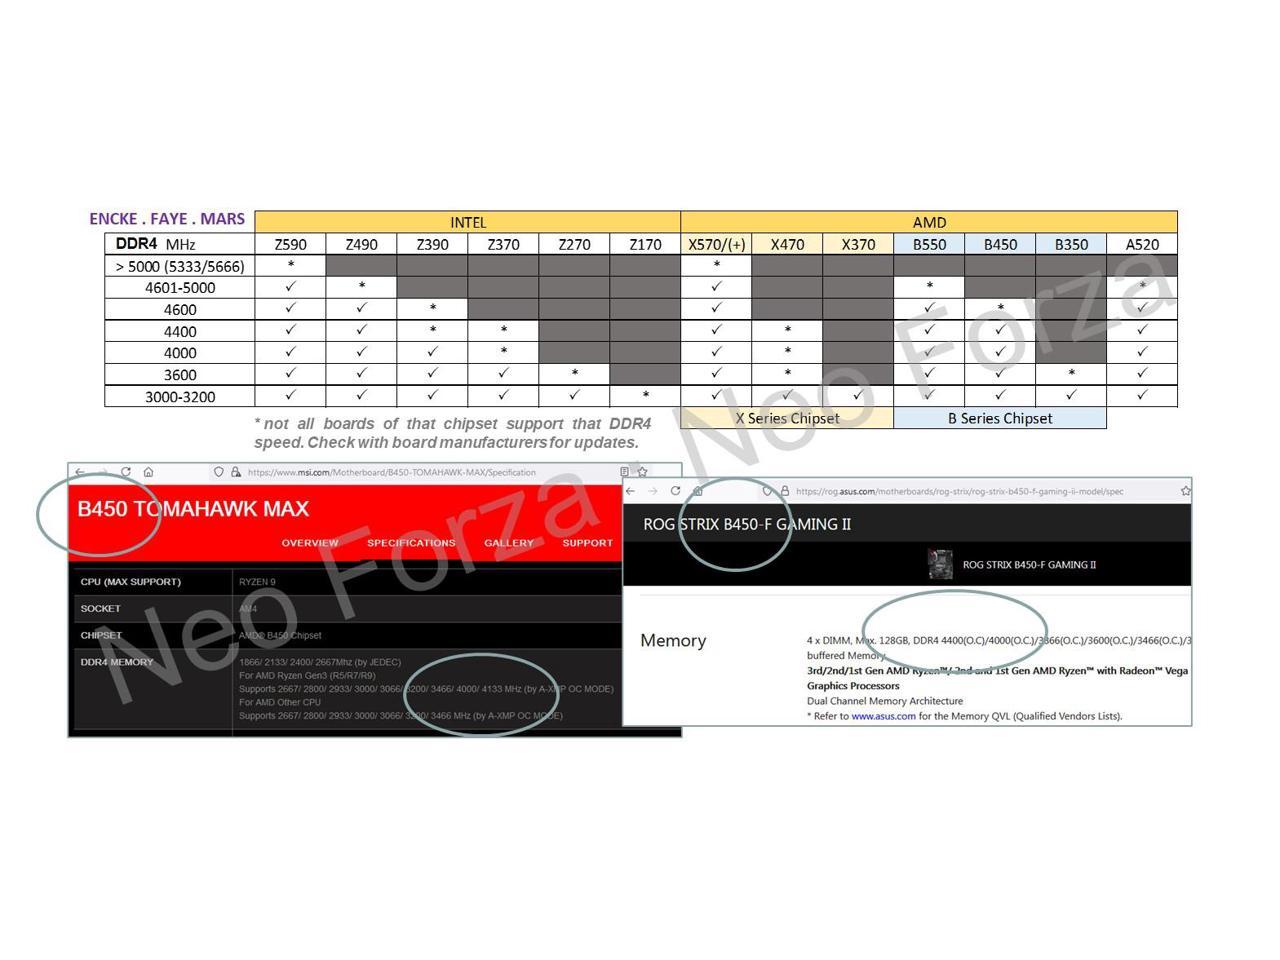 ENCKE . FAYE . MARS INTEL AMD
DDR4 MHz Z590 Z490 Z390 Z370 Z270 Z170 X570/(+) X470 X370 B550 B450 B350 A520
> 5000 (5333/5666) * *
4601-5000 ✓ * ✓ * *
4600 ✓ ✓ * ✓ ✓ * ✓
4400 ✓ ✓ * * ✓ * ✓ ✓ ✓
4000 ✓ ✓ ✓ * ✓ * ✓ ✓ ✓
3600 ✓ ✓ ✓ ✓ * ✓ * ✓ ✓ * ✓
3000-3200 ✓ ✓ ✓ ✓ ✓ * ✓ ✓ ✓ ✓ ✓ ✓ ✓
X Series Chipset B Series Chipset
* not all boards of that chipset support that DDR4
speed. Check with board manufacturers for updates.
https://www.msi.com/Motherboard/B450-TOMAHAWK-MAX/Specification
B450 TOMAHAWK MAX
OVERVIEW SPECIFICATIONS GALLERY SUPPORT
CPU (MAX SUPPORT) RYZEN 9
SOCKET AM4
CHIPSET AMD® B450 Chipset
DDR4 MEMORY 1866/ 2133/ 2400/ 2667Mhz (by JEDEC)
For AMD Ryzen Gen3 (R5/R7/R9)
Supports 2667/ 2800/ 2933/ 3000/ 3066/ 3200/ 3466/ 4000/ 4133 MHz (by A-XMP OC MODE)
For AMD Other CPU
Supports 2667/ 2800/ 2933/ 3000/ 3066/ 3200/ 3466 MHz (by A-XMP OC MODE)
https://rog.asus.com/motherboards/rog-strix/rog-strix-b450-f-gaming-ii-model/spec
ROG STRIX B450-F GAMING II
ROG STRIX B450-F GAMING II
Memory
4 x DIMM, Max. 128GB, DDR4 4400(O.C)/4000(O.C.)/3866(O.C.)/3600(O.C.)/3466(O.C.)/3
buffered Memory
3rd/2nd/1st Gen AMD Ryzen™/ 2nd and 1st Gen AMD Ryzen™ with Radeon™ Vega
Graphics Processors
Dual Channel Memory Architecture
* Refer to www.asus.com for the Memory QVL (Qualified Vendors Lists).
Neo Forza . Neo Forza